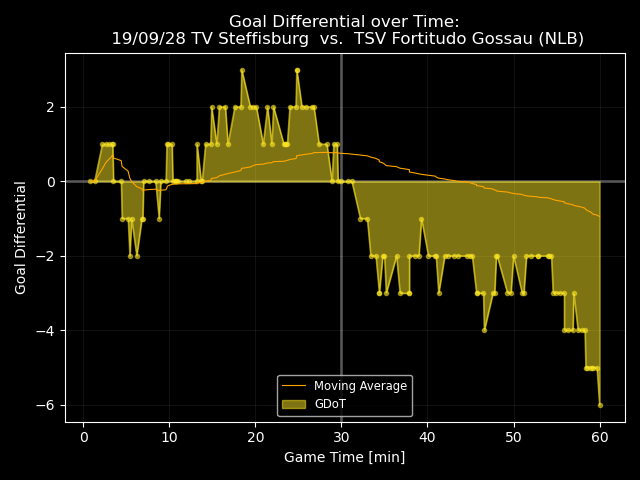 Goal Differential over Time:
19/09/28 TV Steffisburg vs. TSV Fortitudo Gossau (NLB)
Goal Differential
2
0
−2
−4
−6
Moving Average
GDoT
0 10 20 30 40 50 60
Game Time [min]